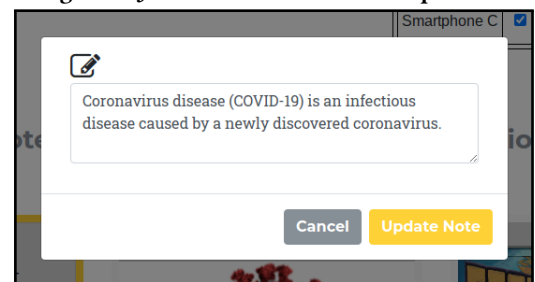 Smartphone C
Coronavirus disease (COVID-19) is an infectious
disease caused by a newly discovered coronavirus.
Cancel
Update Note